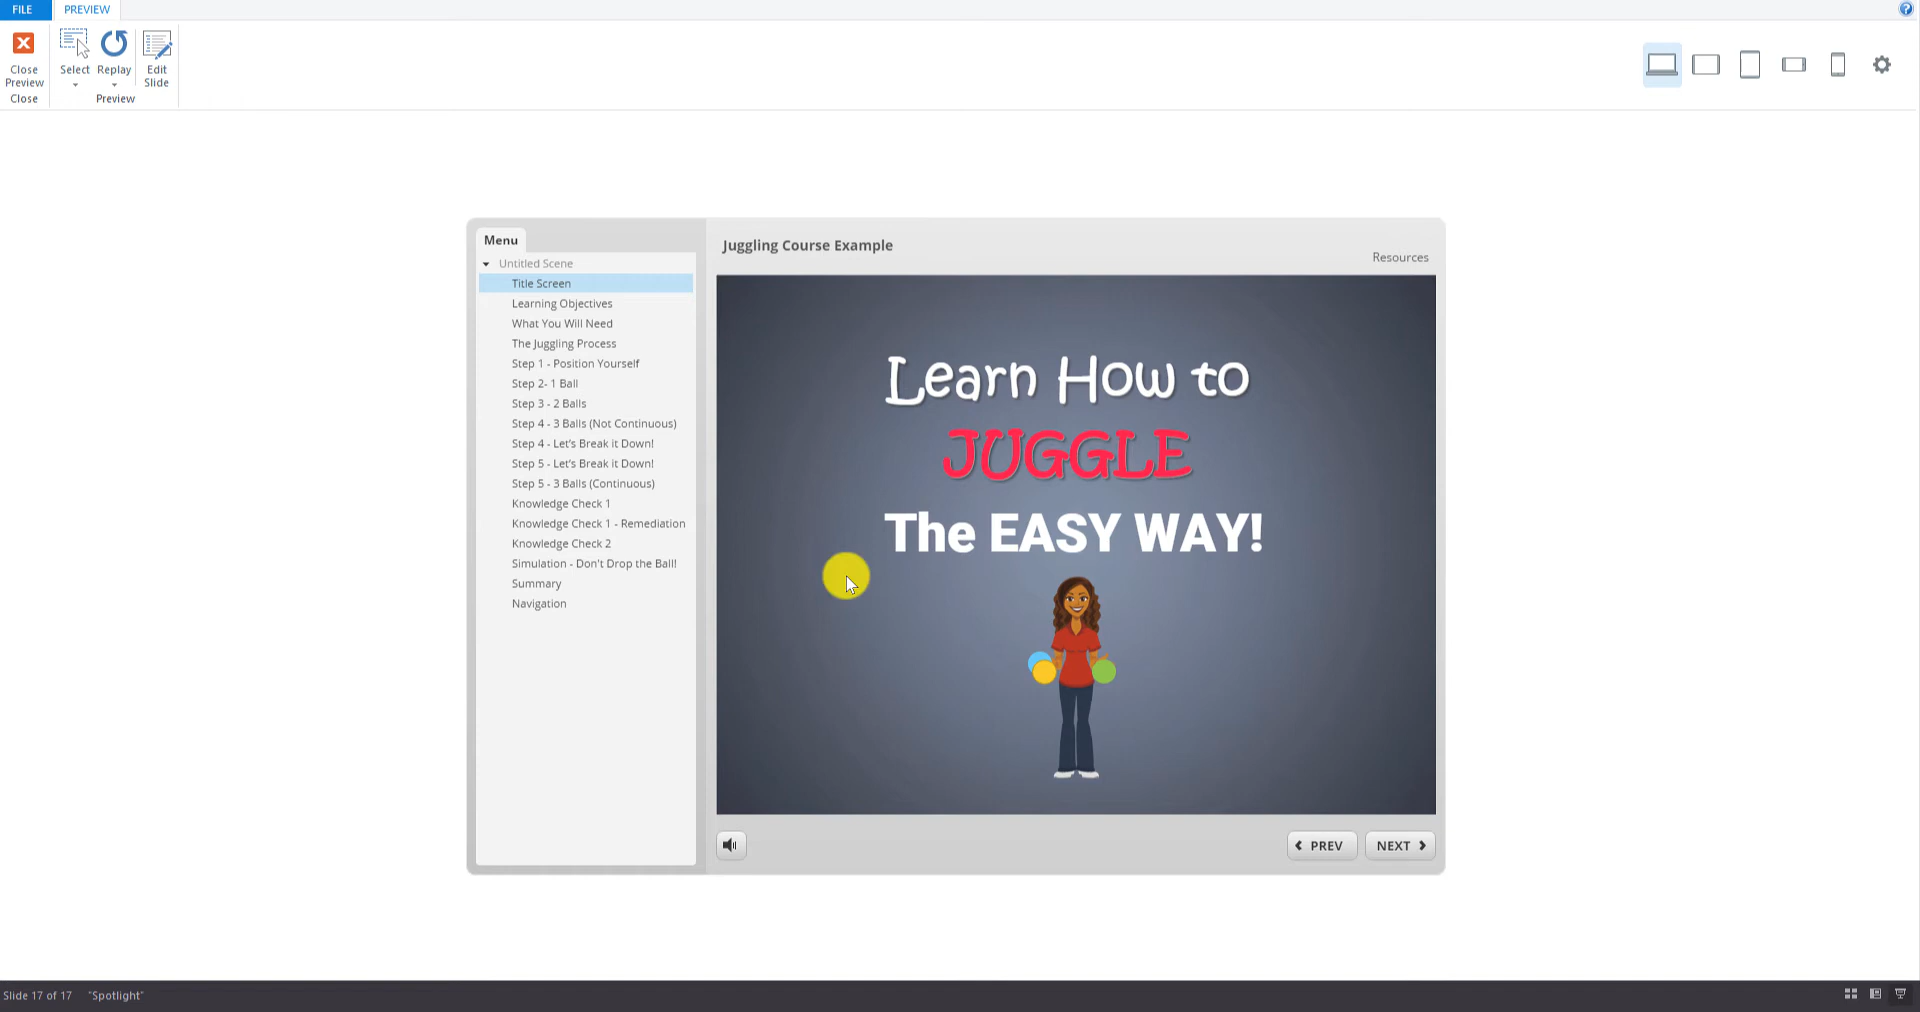 FILE
PREVIEW
Close
Preview
Select
Replay
Edit
Slide
Close
Preview
Menu
Untitled Scene
Title Screen
Learning Objectives
What You Will Need
The Juggling Process
Step 1 - Position Yourself
Step 2- 1 Ball
Step 3 - 2 Balls
Step 4 - 3 Balls (Not Continuous)
Step 4 - Let's Break it Down!
Step 5 - Let's Break it Down!
Step 5 - 3 Balls (Continuous)
Knowledge Check 1
Knowledge Check 1 - Remediation
Knowledge Check 2
Simulation - Don't Drop the Ball!
Summary
Navigation
Juggling Course Example
Resources
Learn How to
JUGGLE
The EASY WAY!
PREV
NEXT
Slide 17 of 17
"Spotlight"